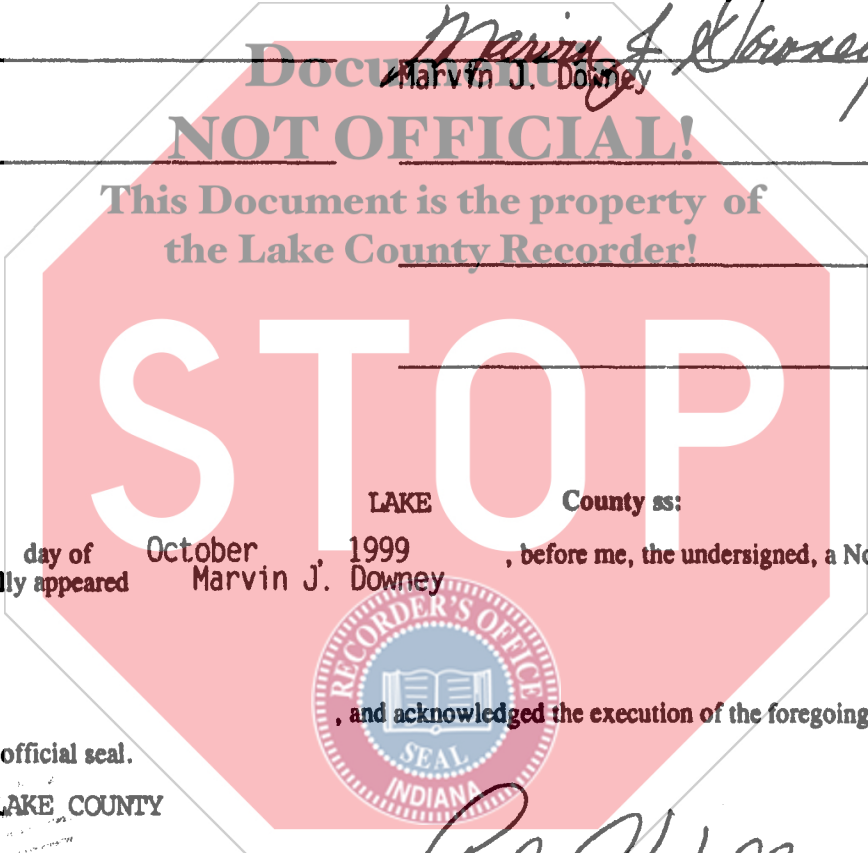 Marvin J. Downey
Document is
Marvin J. Downey
NOT OFFICIAL!
This Document is the property of
the Lake County Recorder!
STOP
LAKE County ss:
day of October , 1999 , before me, the undersigned, a No
lly appeared Marvin J. Downey
RECORDER'S OFFICE
SEAL
INDIANA
, and acknowledged the execution of the foregoing
official seal.
LAKE COUNTY